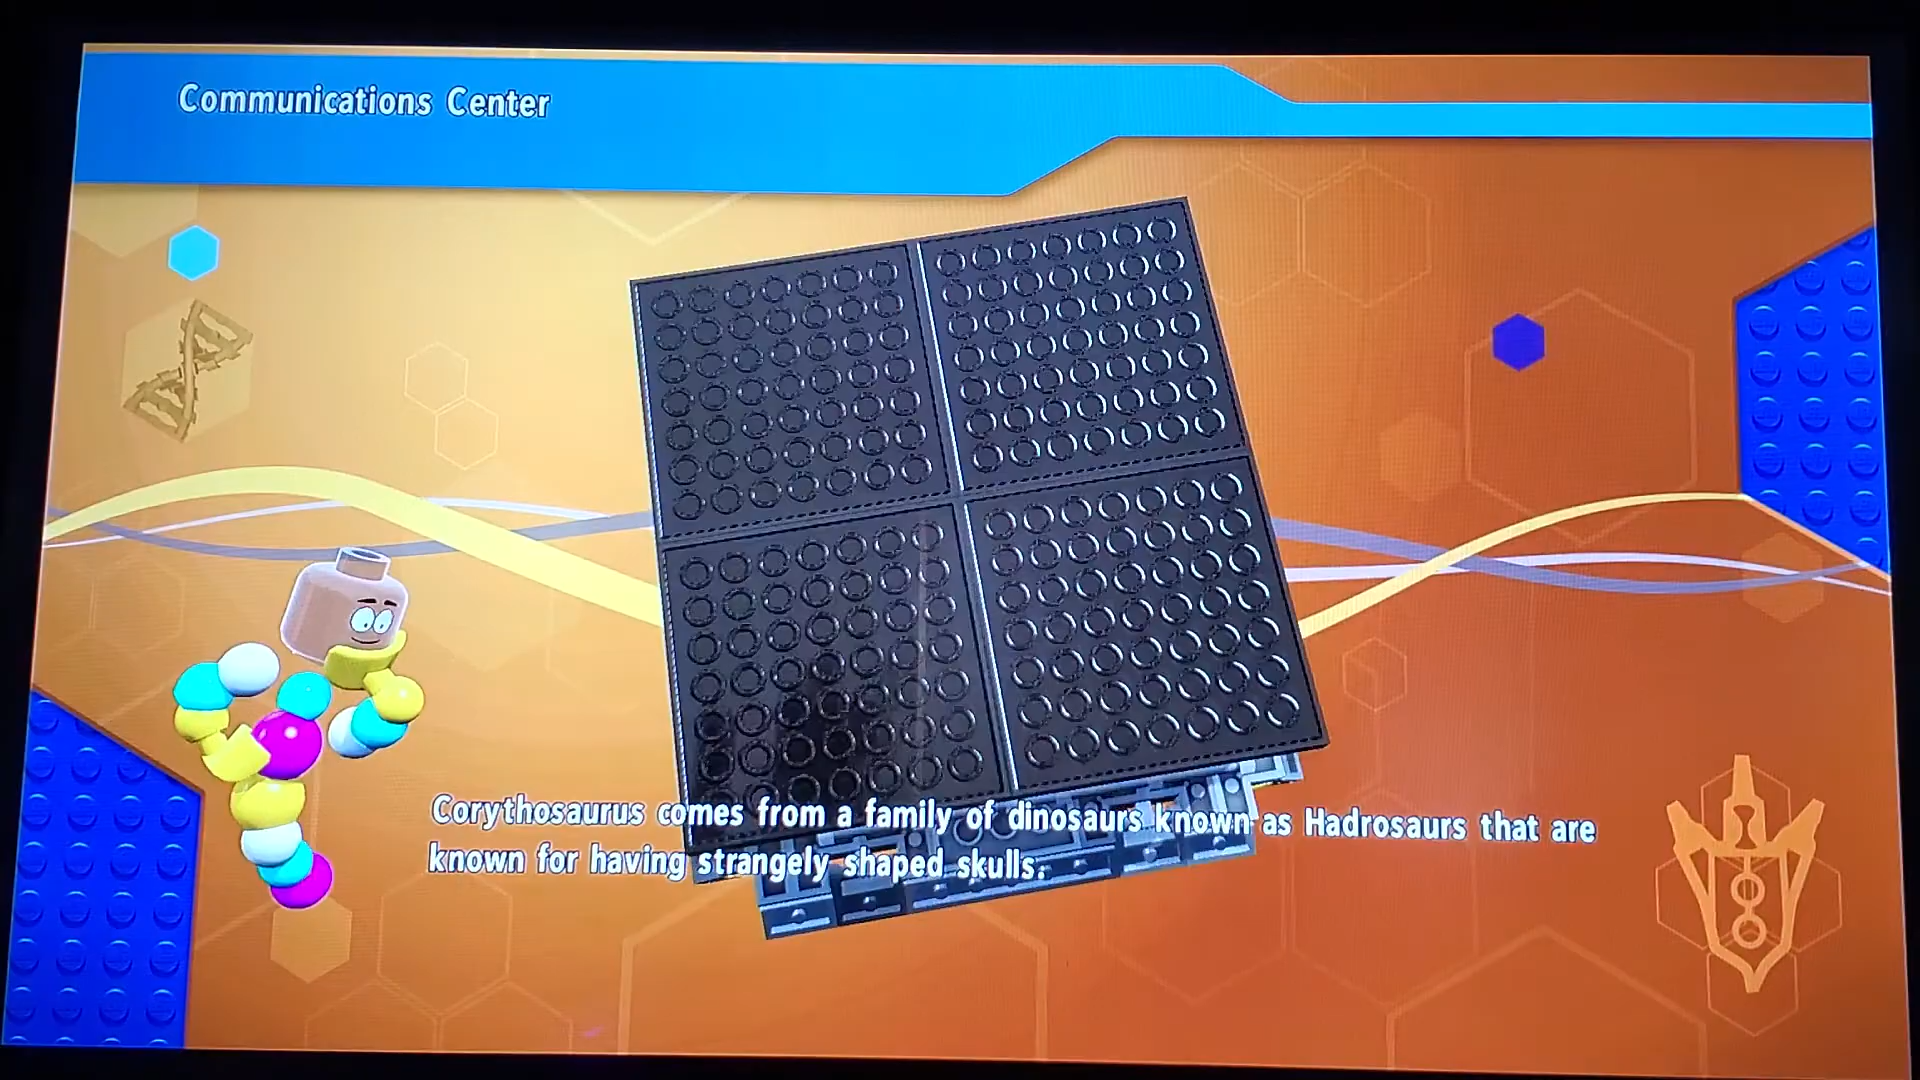 Communications Center
Corythosaurus comes from a family of dinosaurs known as Hadrosaurs that are
known for having strangely shaped skulls.